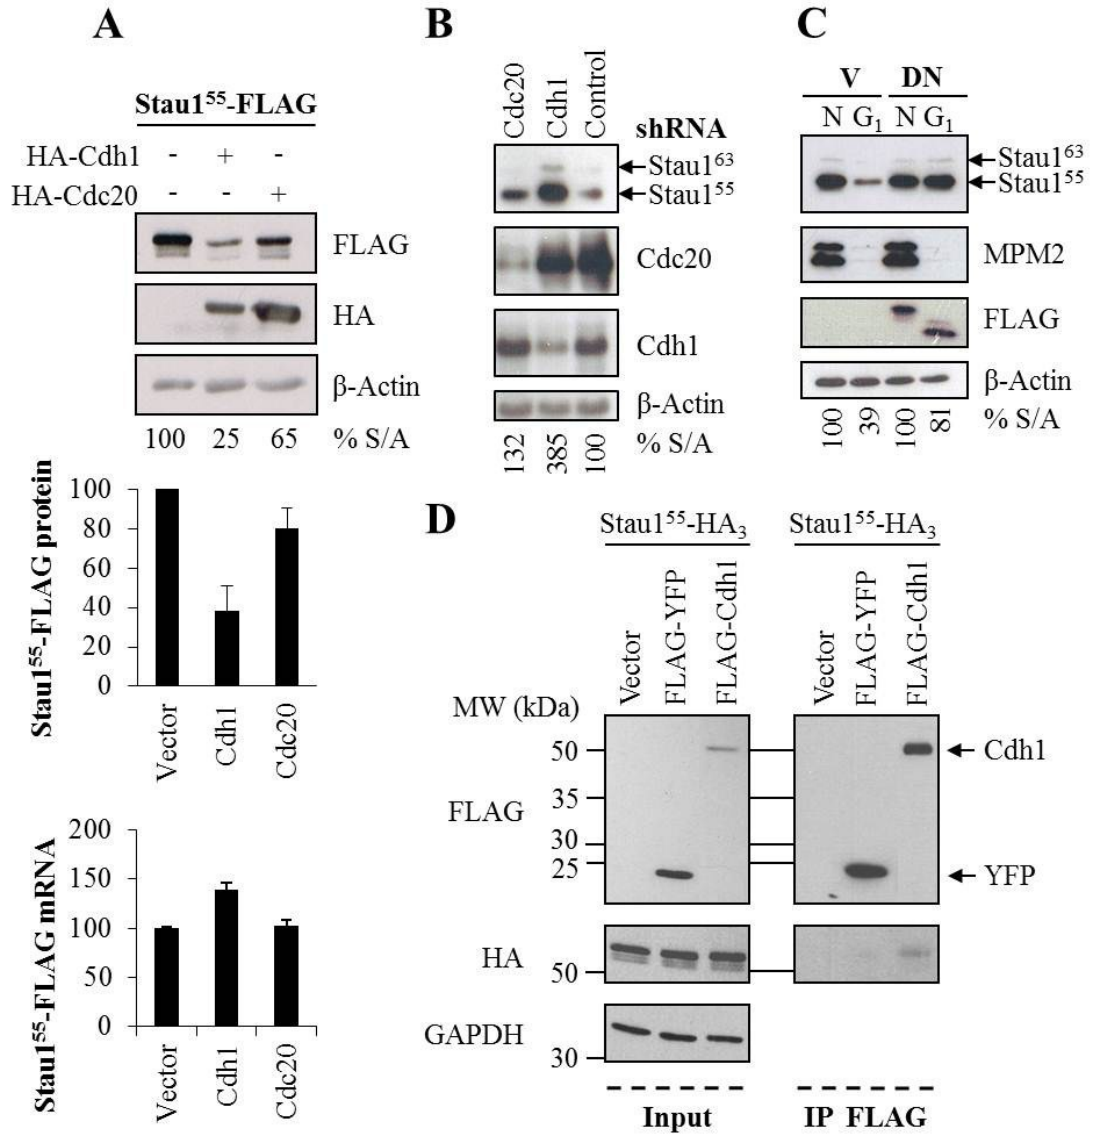 A
Stau1⁵⁵-FLAG
HA-Cdh1 - + -
HA-Cdc20 - - +
FLAG
HA
β-Actin
100 25 65 % S/A
Stau1⁵⁵-FLAG protein
100
80
60
40
20
0
Vector
Cdh1
Cdc20
Stau1⁵⁵-FLAG mRNA
200
150
100
50
0
Vector
Cdh1
Cdc20
B
Cdc20
Cdh1
Control
shRNA
Stau1⁶³
Stau1⁵⁵
Cdc20
Cdh1
β-Actin
132 385 100 % S/A
C
V DN
N G₁ N G₁
Stau1⁶³
Stau1⁵⁵
MPM2
FLAG
β-Actin
100 39 100 81 % S/A
D
Stau1⁵⁵-HA₃ Stau1⁵⁵-HA₃
Vector
FLAG-YFP
FLAG-Cdh1
Vector
FLAG-YFP
FLAG-Cdh1
MW (kDa)
50
35
30
25
FLAG
Cdh1
YFP
HA
50
GAPDH
30
Input IP FLAG